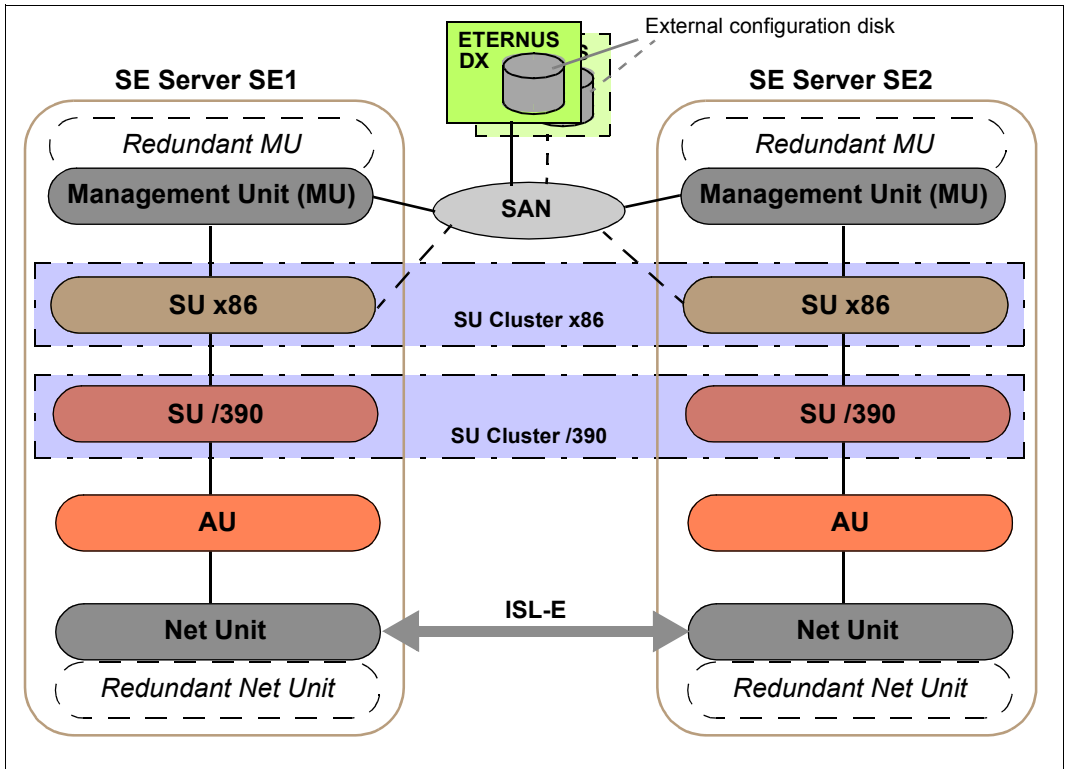 External configuration disk
ETERNUS
DX
S
SE Server SE1
SE Server SE2
Redundant MU
Redundant MU
Management Unit (MU)
SAN
Management Unit (MU)
SU x86
SU Cluster x86
SU x86
SU /390
SU Cluster /390
SU /390
AU
AU
ISL-E
Net Unit
Net Unit
Redundant Net Unit
Redundant Net Unit